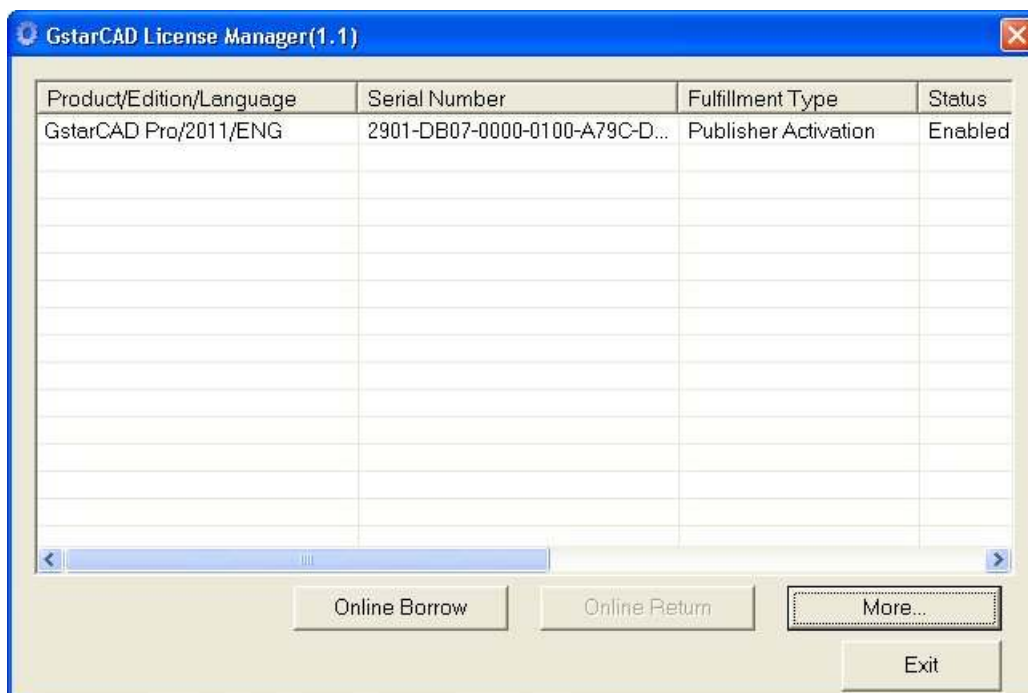 GstarCAD License Manager(1.1)
Product/Edition/Language Serial Number Fulfillment Type Status
GstarCAD Pro/2011/ENG 2901-DB07-0000-0100-A79C-D... Publisher Activation Enabled
Online Borrow Online Return More...
Exit